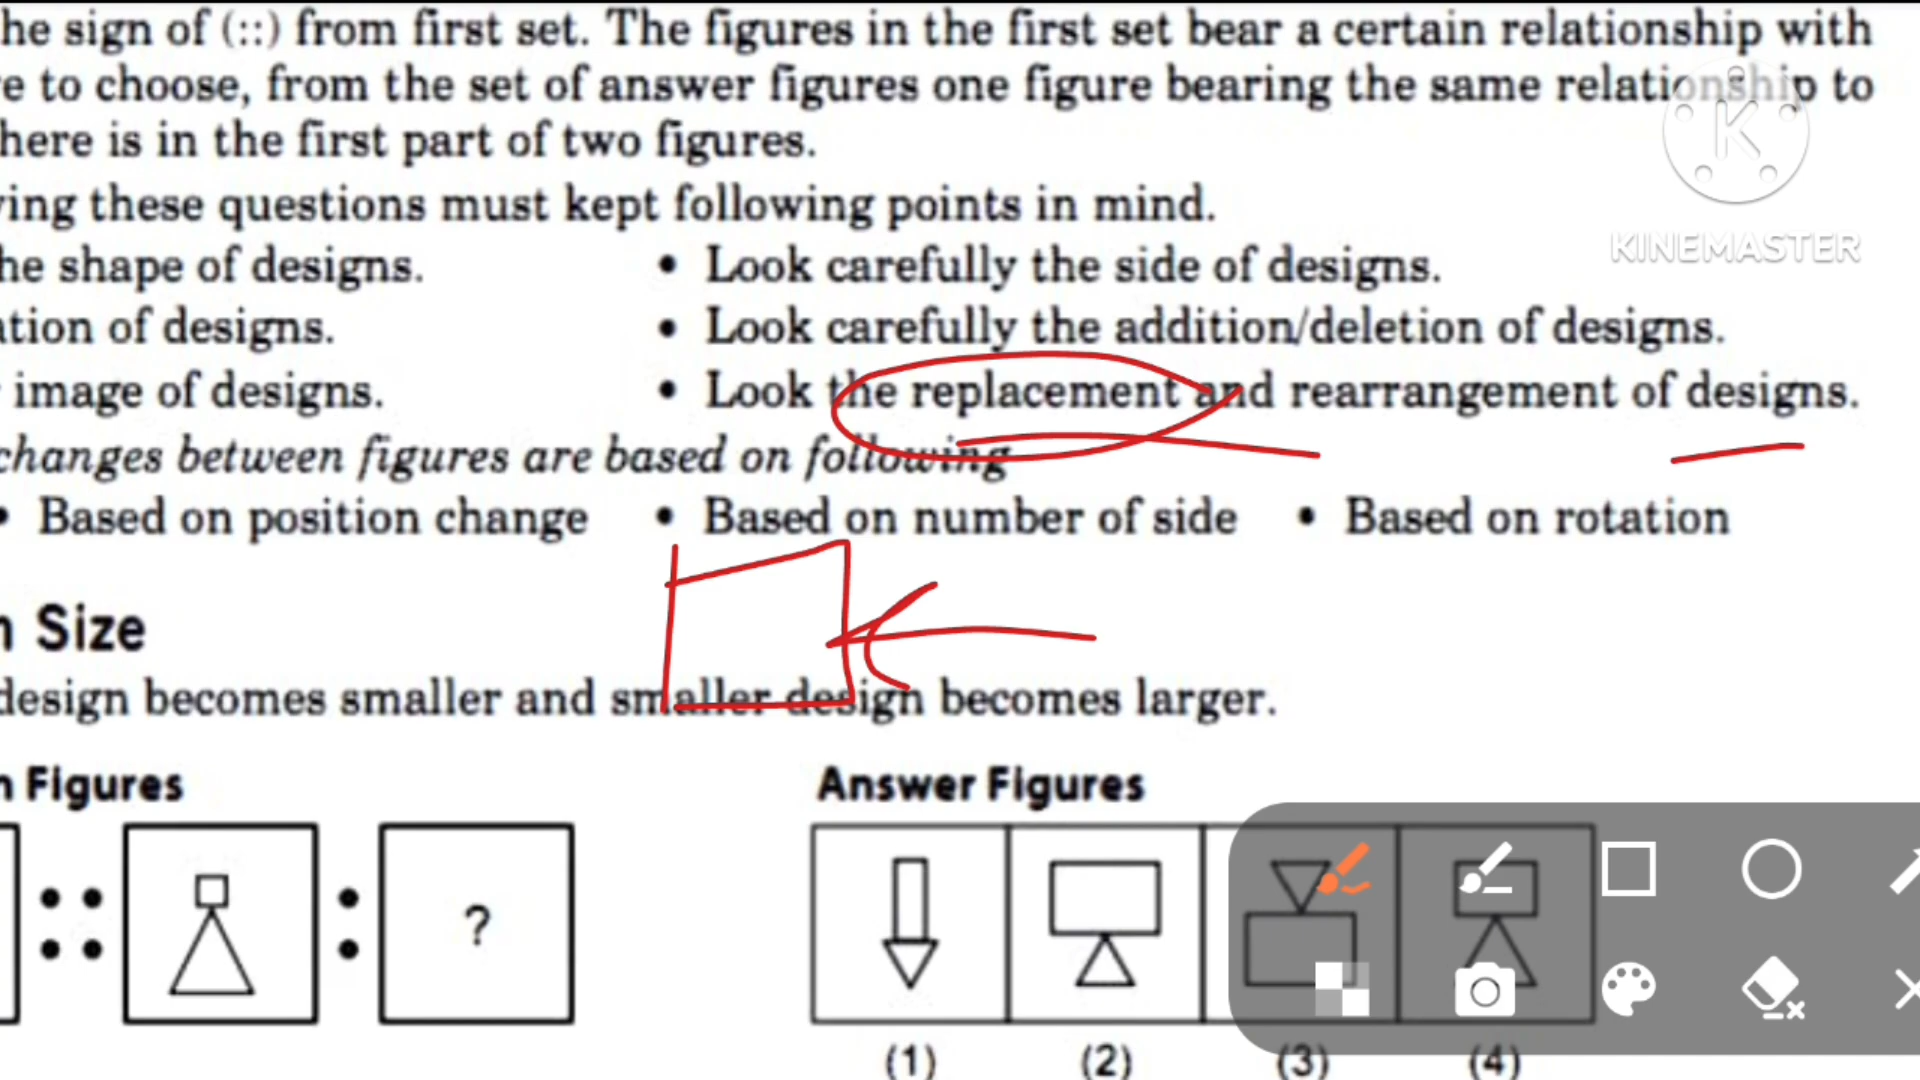 he sign of (::) from first set. The figures in the first set bear a certain relationship with
e to choose, from the set of answer figures one figure bearing the same relationship to
here is in the first part of two figures.
ing these questions must kept following points in mind.
he shape of designs. • Look carefully the side of designs.
ation of designs. • Look carefully the addition/deletion of designs.
image of designs. • Look the replacement and rearrangement of designs.
changes between figures are based on following
• Based on position change • Based on number of side • Based on rotation
n Size
design becomes smaller and smaller design becomes larger.
n Figures Answer Figures
?
(1) (2) (3) (4)
K
KINEMASTER